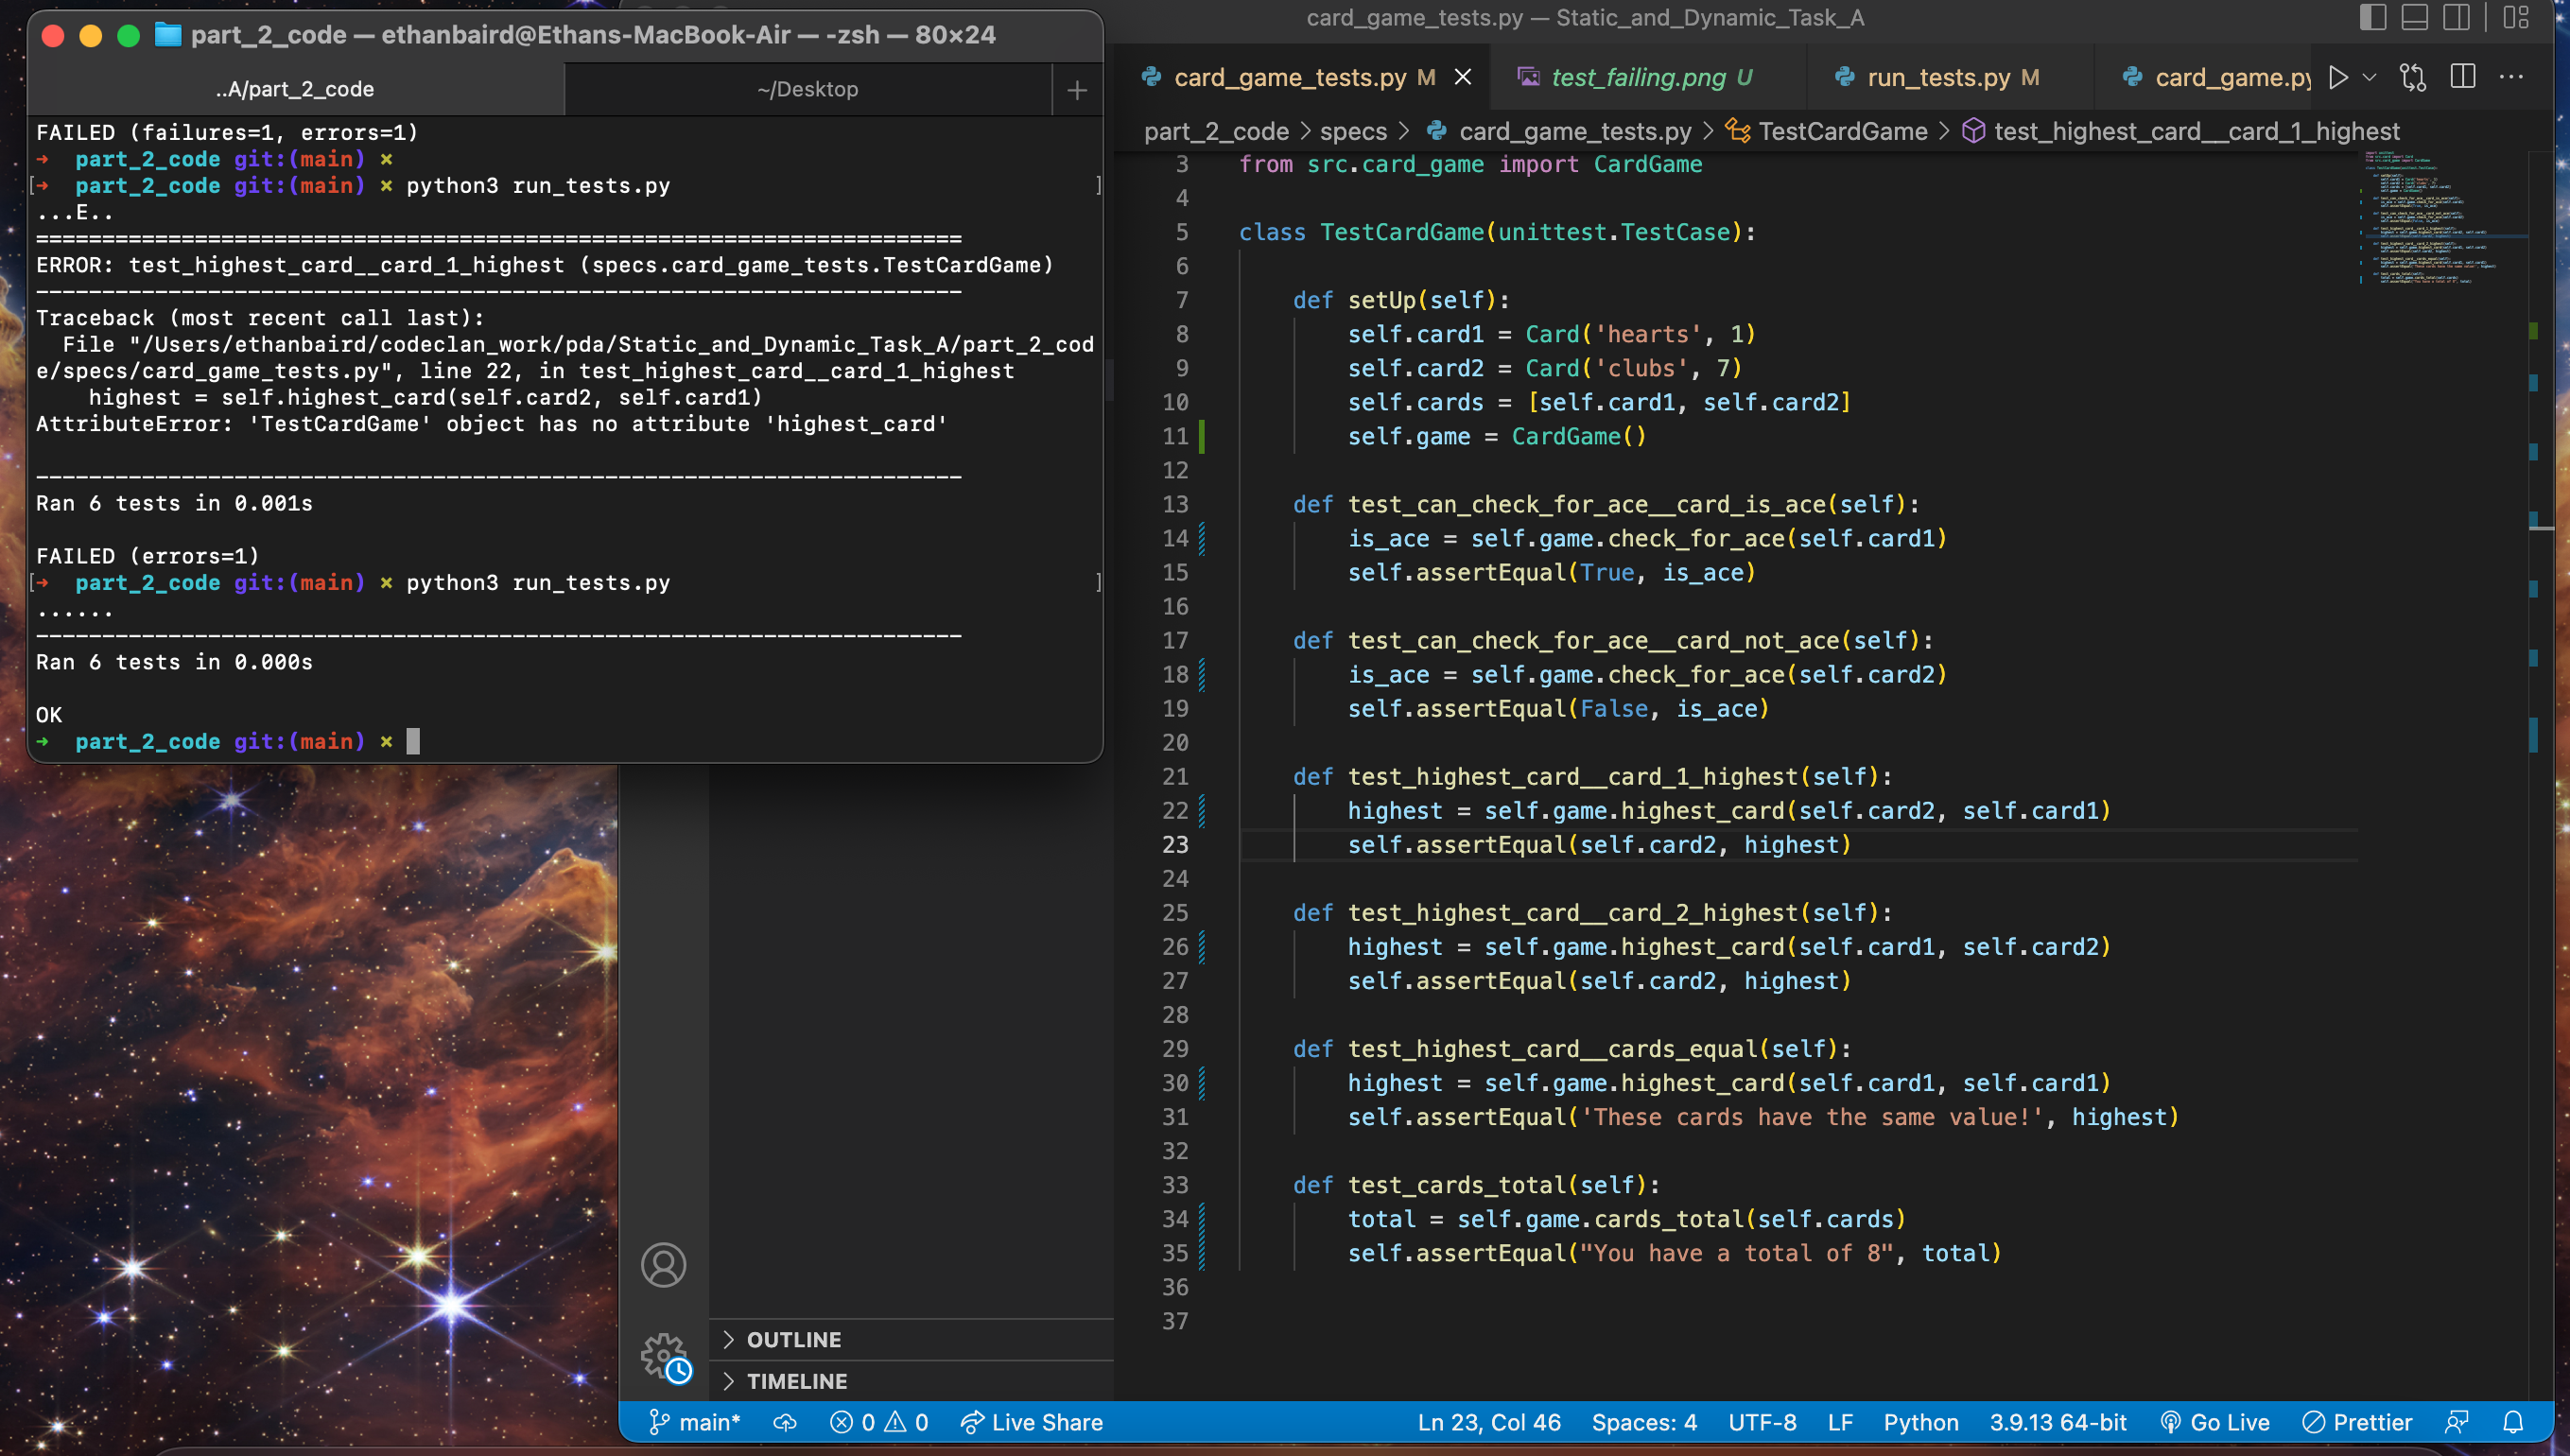 part_2_code — ethanbaird@Ethans-MacBook-Air — -zsh — 80×24
..A/part_2_code
~/Desktop
FAILED (failures=1, errors=1)
➜ part_2_code git:(main) ✗
[➜ part_2_code git:(main) ✗ python3 run_tests.py ]
...E..
======================================================================
ERROR: test_highest_card__card_1_highest (specs.card_game_tests.TestCardGame)
----------------------------------------------------------------------
Traceback (most recent call last):
  File "/Users/ethanbaird/codeclan_work/pda/Static_and_Dynamic_Task_A/part_2_cod
e/specs/card_game_tests.py", line 22, in test_highest_card__card_1_highest
    highest = self.highest_card(self.card2, self.card1)
AttributeError: 'TestCardGame' object has no attribute 'highest_card'
----------------------------------------------------------------------
Ran 6 tests in 0.001s
FAILED (errors=1)
[➜ part_2_code git:(main) ✗ python3 run_tests.py ]
......
----------------------------------------------------------------------
Ran 6 tests in 0.000s
OK
➜ part_2_code git:(main) ✗
card_game_tests.py — Static_and_Dynamic_Task_A
card_game_tests.py M
test_failing.png U
run_tests.py M
card_game.py
part_2_code > specs > card_game_tests.py > TestCardGame > test_highest_card__card_1_highest
3 from src.card_game import CardGame
4
5 class TestCardGame(unittest.TestCase):
6
7     def setUp(self):
8         self.card1 = Card('hearts', 1)
9         self.card2 = Card('clubs', 7)
10         self.cards = [self.card1, self.card2]
11         self.game = CardGame()
12
13     def test_can_check_for_ace__card_is_ace(self):
14         is_ace = self.game.check_for_ace(self.card1)
15         self.assertEqual(True, is_ace)
16
17     def test_can_check_for_ace__card_not_ace(self):
18         is_ace = self.game.check_for_ace(self.card2)
19         self.assertEqual(False, is_ace)
20
21     def test_highest_card__card_1_highest(self):
22         highest = self.game.highest_card(self.card2, self.card1)
23         self.assertEqual(self.card2, highest)
24
25     def test_highest_card__card_2_highest(self):
26         highest = self.game.highest_card(self.card1, self.card2)
27         self.assertEqual(self.card2, highest)
28
29     def test_highest_card__cards_equal(self):
30         highest = self.game.highest_card(self.card1, self.card1)
31         self.assertEqual('These cards have the same value!', highest)
32
33     def test_cards_total(self):
34         total = self.game.cards_total(self.cards)
35         self.assertEqual("You have a total of 8", total)
36
37
OUTLINE
TIMELINE
main* 0 0 Live Share Ln 23, Col 46 Spaces: 4 UTF-8 LF Python 3.9.13 64-bit Go Live Prettier